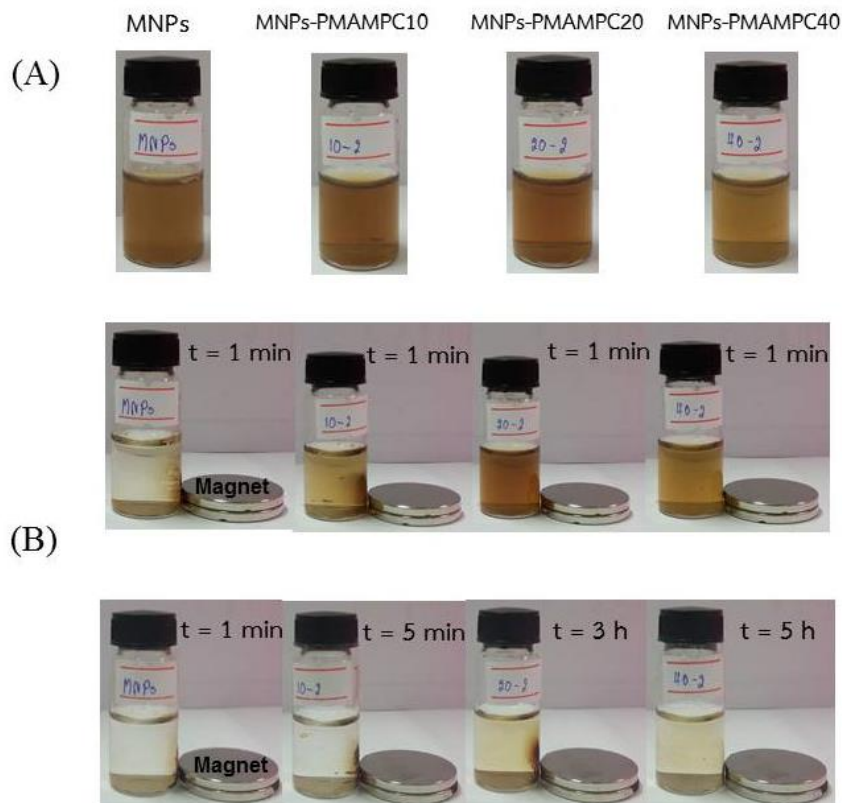 MNPs MNPs-PMAMPC10 MNPs-PMAMPC20 MNPs-PMAMPC40
(A)
MNPs 10-2 20-2 40-2
t = 1 min t = 1 min t = 1 min t = 1 min
MNPs 10-2 20-2 40-2
Magnet
(B)
t = 1 min t = 5 min t = 3 h t = 5 h
MNPs 10-2 20-2 40-2
Magnet